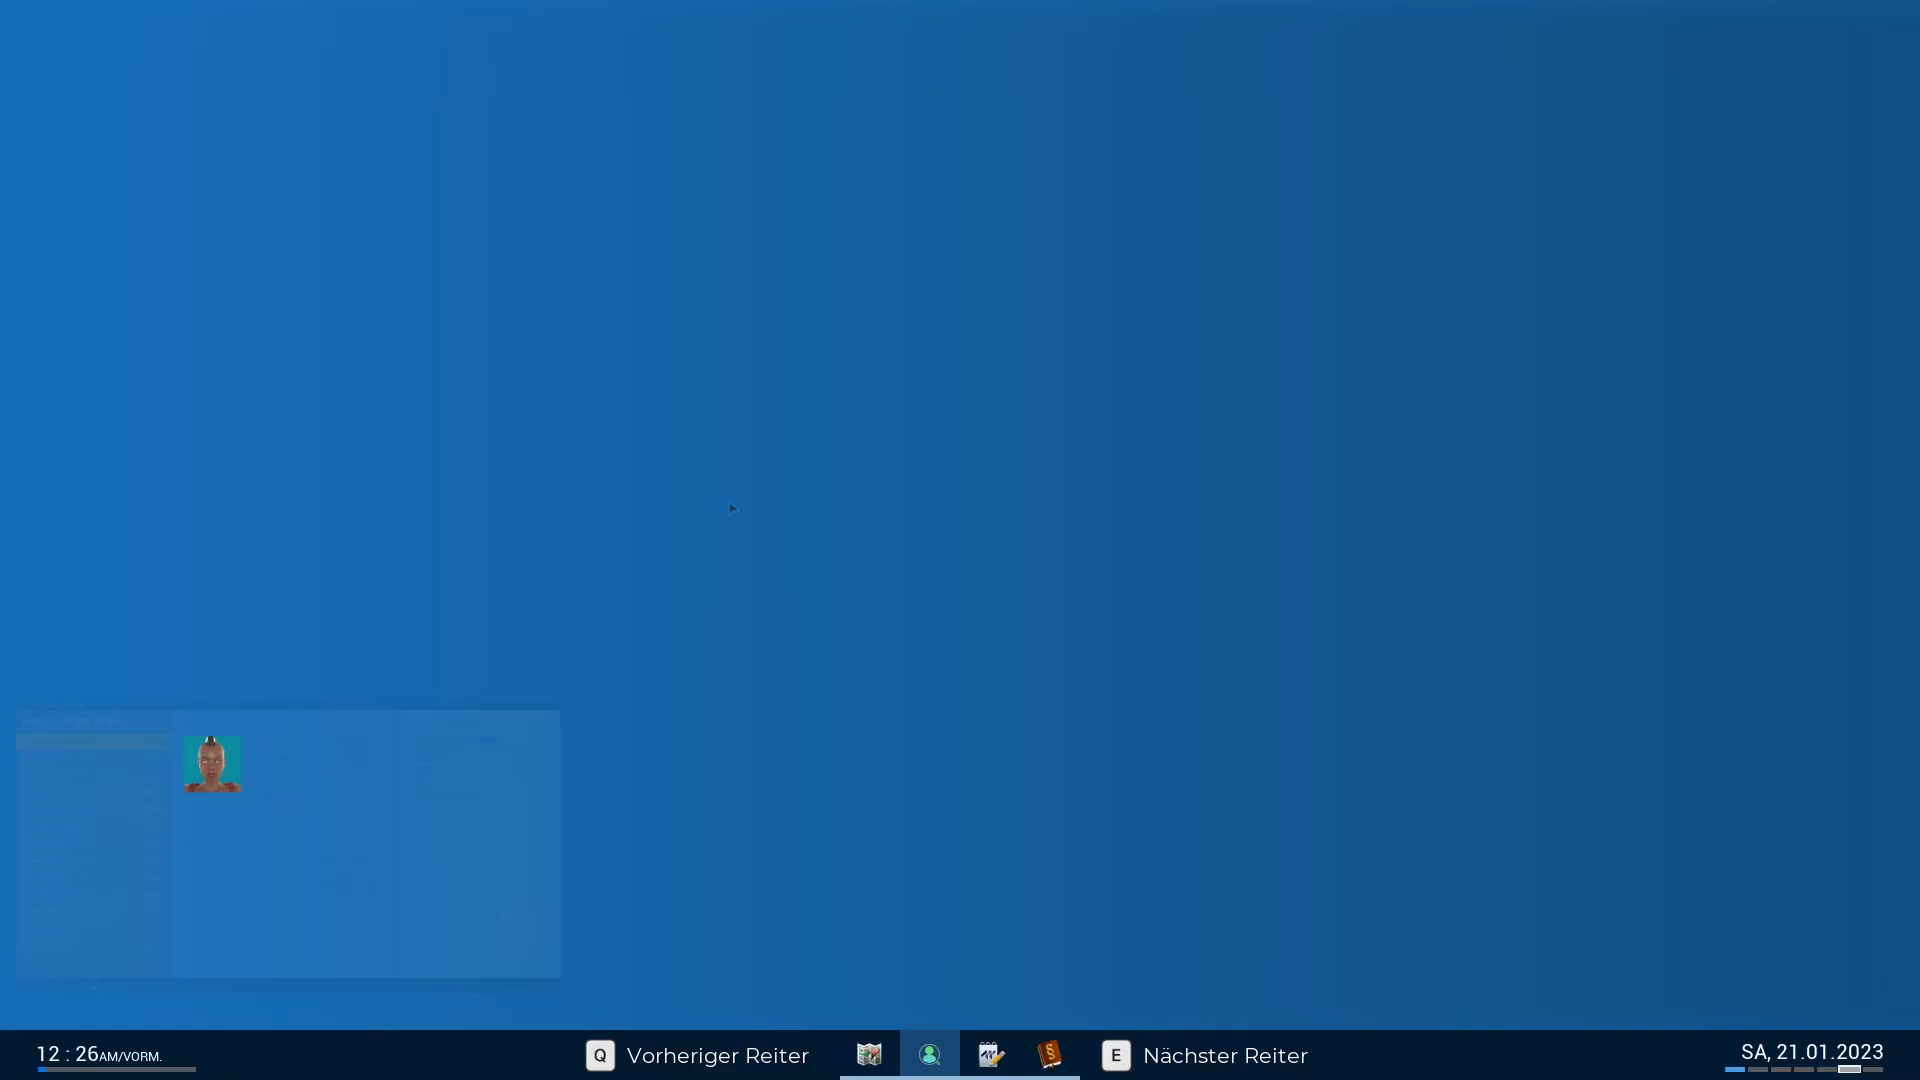 12 : 26AM/VORM.
Q Vorheriger Reiter
E Nächster Reiter
SA, 21.01.2023